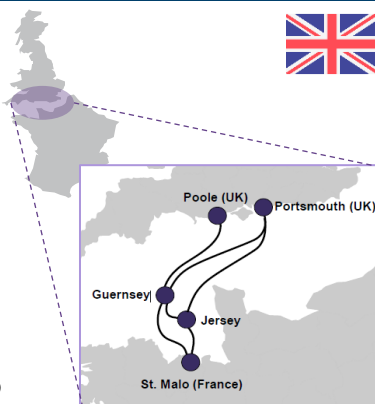 Poole (UK)
Portsmouth (UK)
Guernsey
Jersey
St. Malo (France)